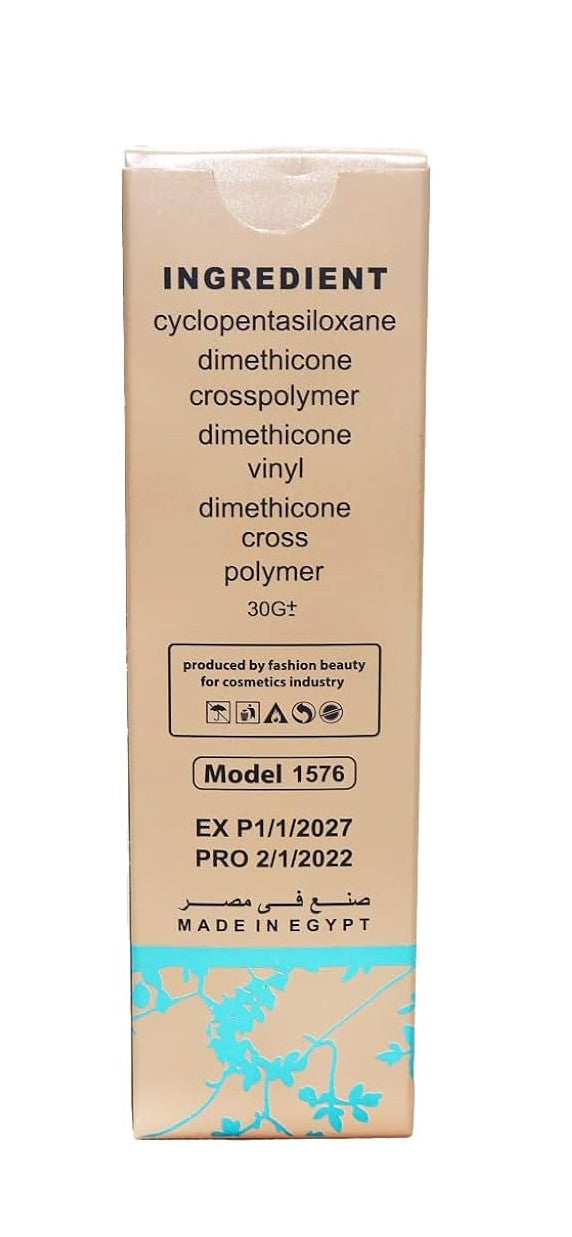 INGREDIENT
cyclopentasiloxane
dimethicone
crosspolymer
dimethicone
vinyl
dimethicone
cross
polymer
30G±
produced by fashion beauty
for cosmetics industry
Model 1576
EX P1/1/2027
PRO 2/1/2022
صنع في مصر
MADE IN EGYPT